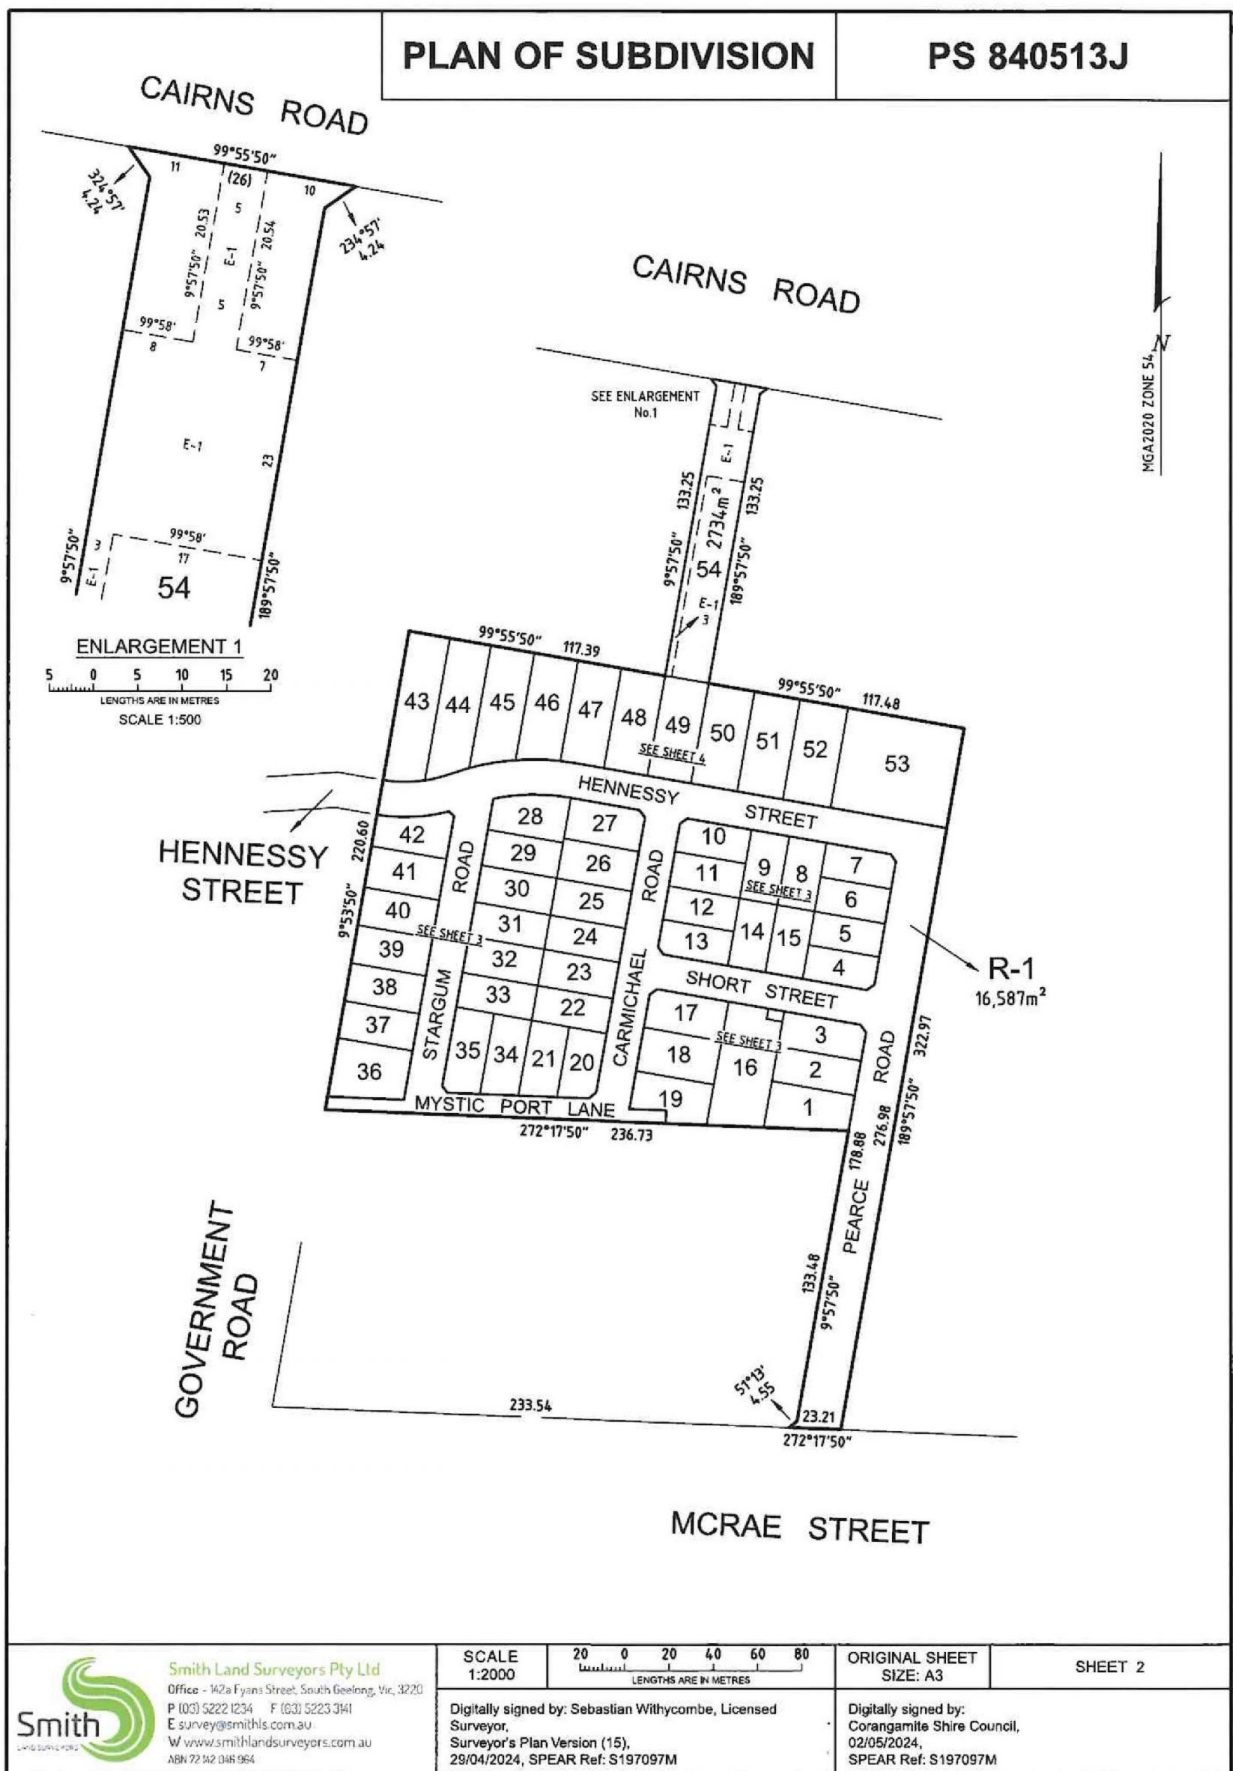 PLAN OF SUBDIVISION
PS 840513J
CAIRNS ROAD
99°55'50"
11
(26)
10
324°57'
4.24
234°57'
4.24
5
9°57'50" 20.53
E-1
9°57'50" 20.54
5
99°58'
8
99°58'
7
E-1
23
99°58'
17
3
E-1
9°57'50"
54
189°57'50"
ENLARGEMENT 1
5 0 5 10 15 20
LENGTHS ARE IN METRES
SCALE 1:500
CAIRNS ROAD
SEE ENLARGEMENT
No.1
MGA2020 ZONE 54
N
E-1
133.25
133.25
2734m²
9°57'50"
54
189°57'50"
E-1
3
99°55'50" 117.39
99°55'50" 117.48
43
44
45
46
47
48
49
50
51
52
53
SEE SHEET 4
HENNESSY STREET
HENNESSY
STREET
220.60
9°53'50"
42
41
40
39
38
37
36
SEE SHEET 3
STARGUM ROAD
28
27
29
26
30
25
31
24
32
23
33
22
35
34
21
20
CARMICHAEL ROAD
10
9
8
7
11
6
SEE SHEET 3
12
14
15
5
13
4
SHORT STREET
R-1
16,587m²
17
3
SEE SHEET 3
18
16
2
19
1
MYSTIC PORT LANE
272°17'50" 236.73
PEARCE ROAD
178.88
276.98
189°57'50" 322.97
133.48
9°57'50"
GOVERNMENT
ROAD
233.54
51°13'
4.55
23.21
272°17'50"
MCRAE STREET
Smith
LAND SURVEYORS
Smith Land Surveyors Pty Ltd
Office - 142a Fyans Street, South Geelong, Vic, 3220
P (03) 5222 1234 F (03) 5223 3141
E survey@smithls.com.au
W www.smithlandsurveyors.com.au
ABN 72 142 046 964
SCALE
1:2000
20 0 20 40 60 80
LENGTHS ARE IN METRES
ORIGINAL SHEET
SIZE: A3
SHEET 2
Digitally signed by: Sebastian Withycombe, Licensed
Surveyor,
Surveyor's Plan Version (15),
29/04/2024, SPEAR Ref: S197097M
Digitally signed by:
Corangamite Shire Council,
02/05/2024,
SPEAR Ref: S197097M